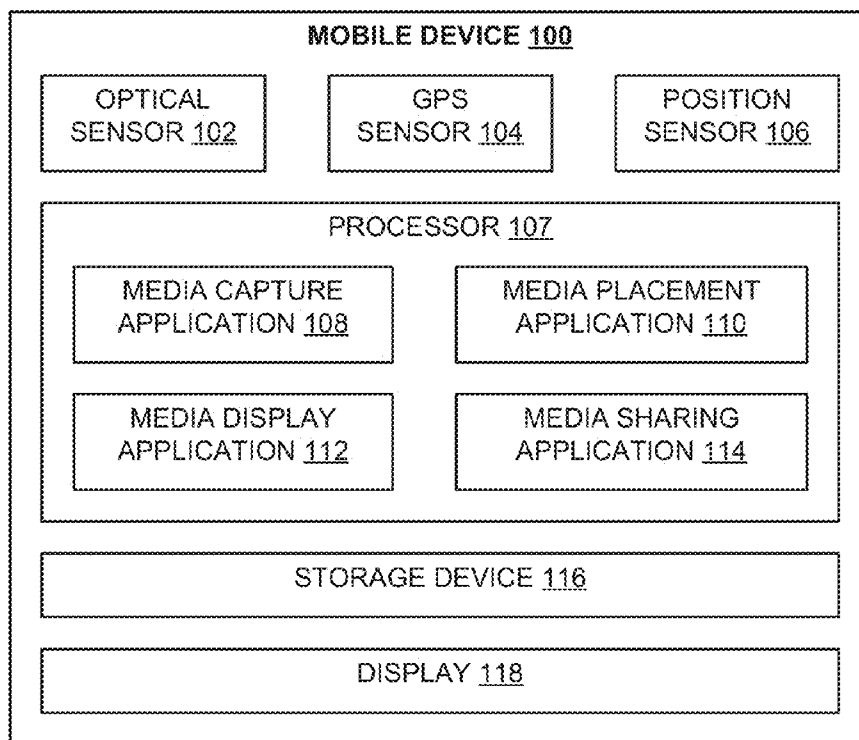 MOBILE DEVICE 100
OPTICAL
SENSOR 102
GPS
SENSOR 104
POSITION
SENSOR 106
PROCESSOR 107
MEDIA CAPTURE
APPLICATION 108
MEDIA PLACEMENT
APPLICATION 110
MEDIA DISPLAY
APPLICATION 112
MEDIA SHARING
APPLICATION 114
STORAGE DEVICE 116
DISPLAY 118